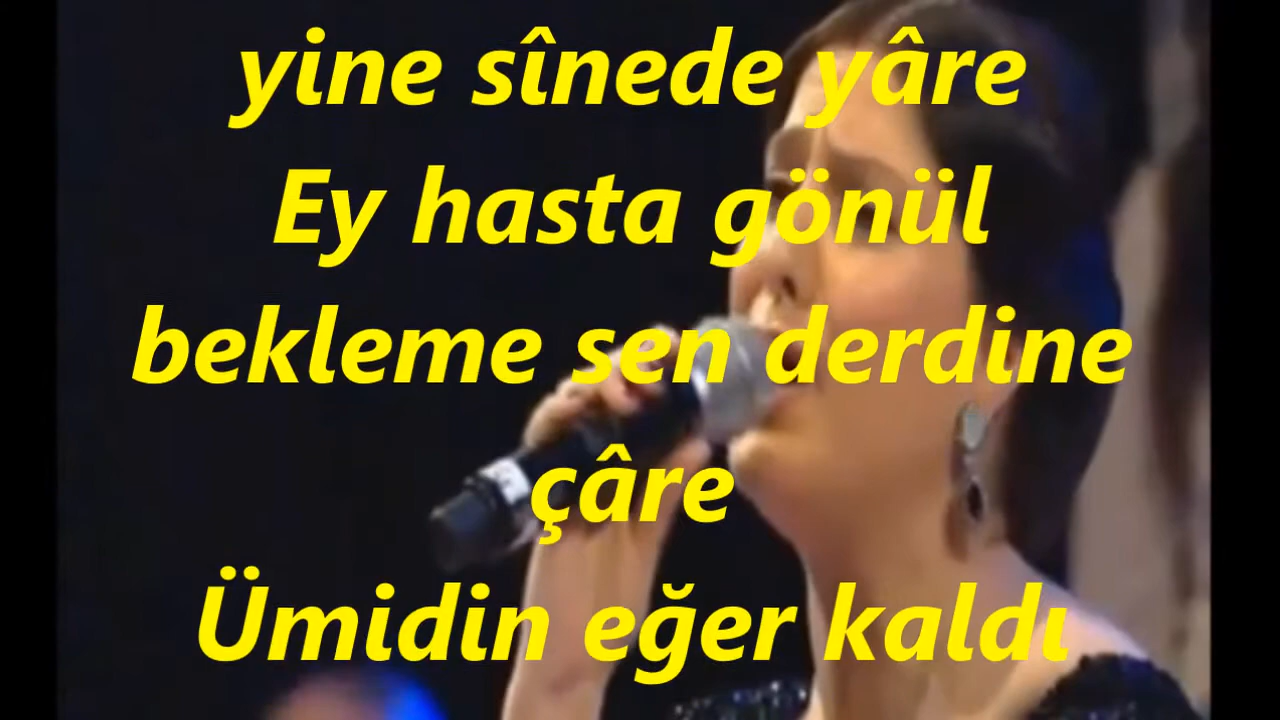 yine sînede yâre
Ey hasta gönül
bekleme sen derdine
çâre
Ümidin eğer kaldı